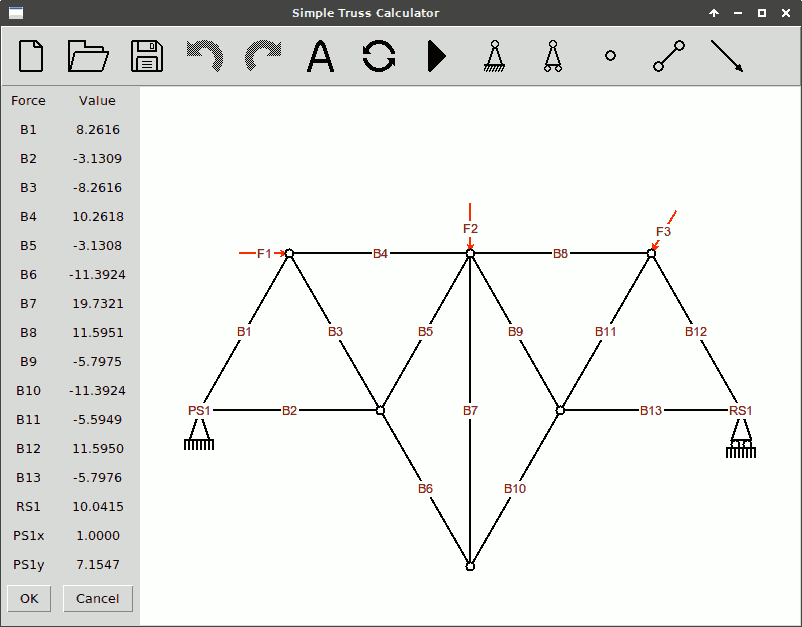 Simple Truss Calculator
Force Value
B1 8.2616
B2 -3.1309
B3 -8.2616
B4 10.2618
B5 -3.1308
B6 -11.3924
B7 19.7321
B8 11.5951
B9 -5.7975
B10 -11.3924
B11 -5.5949
B12 11.5950
B13 -5.7976
RS1 10.0415
PS1x 1.0000
PS1y 7.1547
OK Cancel
F2
F3
F1 B4 B8
B1 B3 B5 B9 B11 B12
PS1 B2 B7 B13 RS1
B6 B10